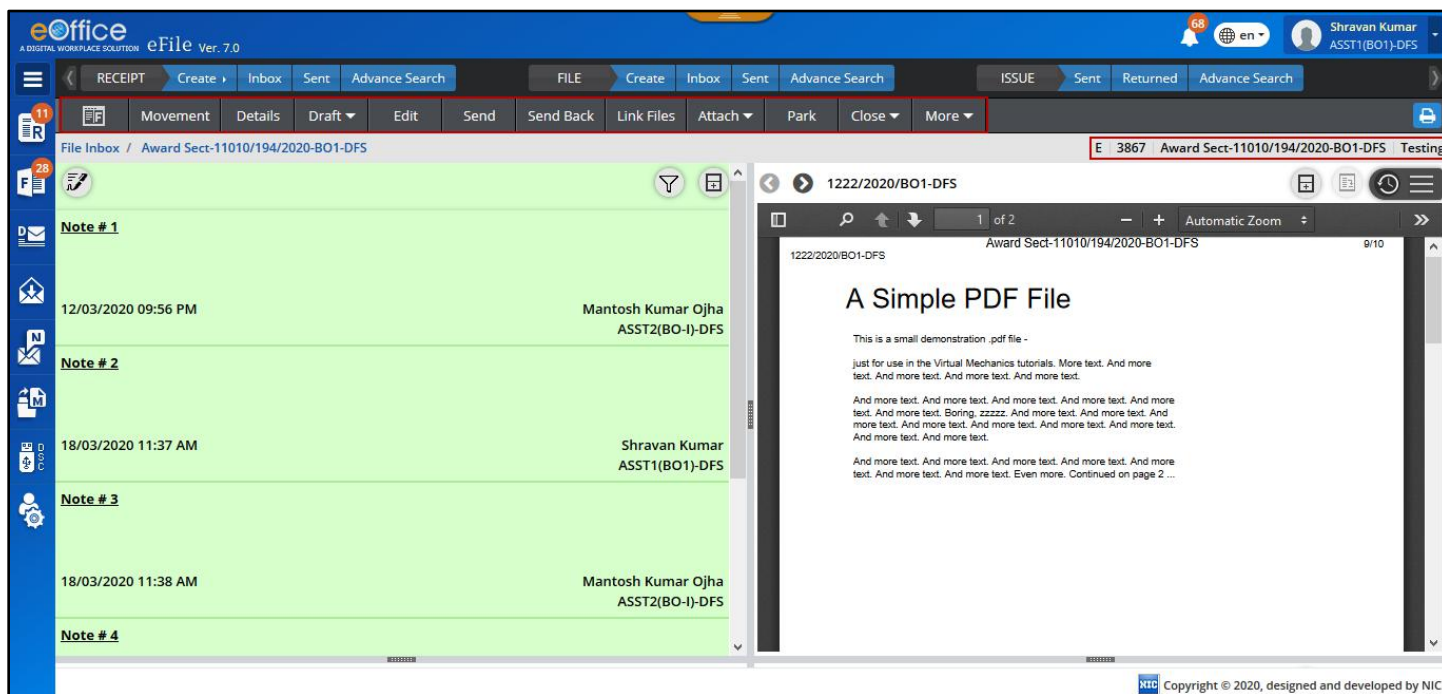 eOffice
A DIGITAL WORKPLACE SOLUTION eFile Ver. 7.0
68
en
Shravan Kumar
ASST1(BO1)-DFS
RECEIPT Create Inbox Sent Advance Search FILE Create Inbox Sent Advance Search ISSUE Sent Returned Advance Search
11
R
F Movement Details Draft Edit Send Send Back Link Files Attach Park Close More
File Inbox / Award Sect-11010/194/2020-BO1-DFS
E 3867 Award Sect-11010/194/2020-BO1-DFS Testing
28
F
D
N
M
DSC
Note # 1
12/03/2020 09:56 PM Mantosh Kumar Ojha
ASST2(BO-I)-DFS
Note # 2
18/03/2020 11:37 AM Shravan Kumar
ASST1(BO1)-DFS
Note # 3
18/03/2020 11:38 AM Mantosh Kumar Ojha
ASST2(BO-I)-DFS
Note # 4
1222/2020/BO1-DFS
1 of 2 − + Automatic Zoom
Award Sect-11010/194/2020-BO1-DFS 9/10
1222/2020/BO1-DFS
A Simple PDF File
This is a small demonstration .pdf file -
just for use in the Virtual Mechanics tutorials. More text. And more
text. And more text. And more text. And more text.
And more text. And more text. And more text. And more text. And more
text. And more text. Boring, zzzzz. And more text. And more text. And
more text. And more text. And more text. And more text. And more text.
And more text. And more text.
And more text. And more text. And more text. And more text. And more
text. And more text. And more text. Even more. Continued on page 2 ...
NIC Copyright © 2020, designed and developed by NIC